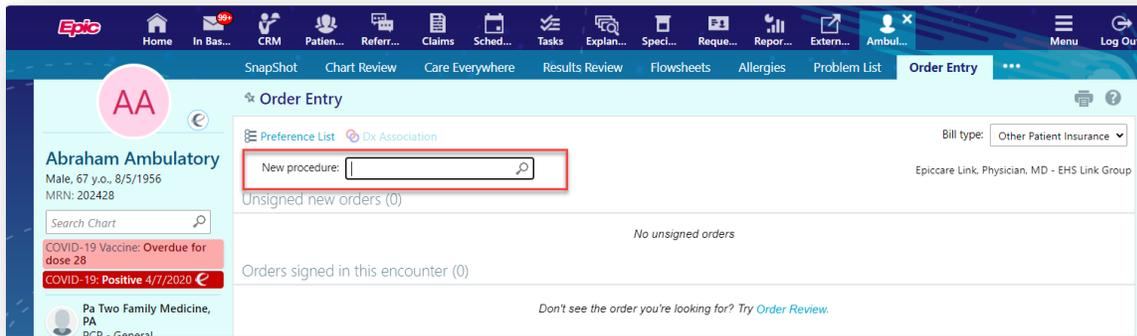 Epic
99+
Home In Bas... CRM Patien... Referr... Claims Sched... Tasks Explan... Speci... Reque... Repor... Extern... Ambul... Menu Log Ou
SnapShot Chart Review Care Everywhere Results Review Flowsheets Allergies Problem List Order Entry
AA
Order Entry
Preference List Dx Association
Bill type: Other Patient Insurance
New procedure:
Epiccare Link, Physician, MD - EHS Link Group
Abraham Ambulatory
Male, 67 y.o., 8/5/1956
MRN: 202428
Search Chart
COVID-19 Vaccine: Overdue for
dose 28
COVID-19: Positive 4/7/2020
Pa Two Family Medicine,
PA
PCP - General
Unsigned new orders (0)
No unsigned orders
Orders signed in this encounter (0)
Don't see the order you're looking for? Try Order Review.